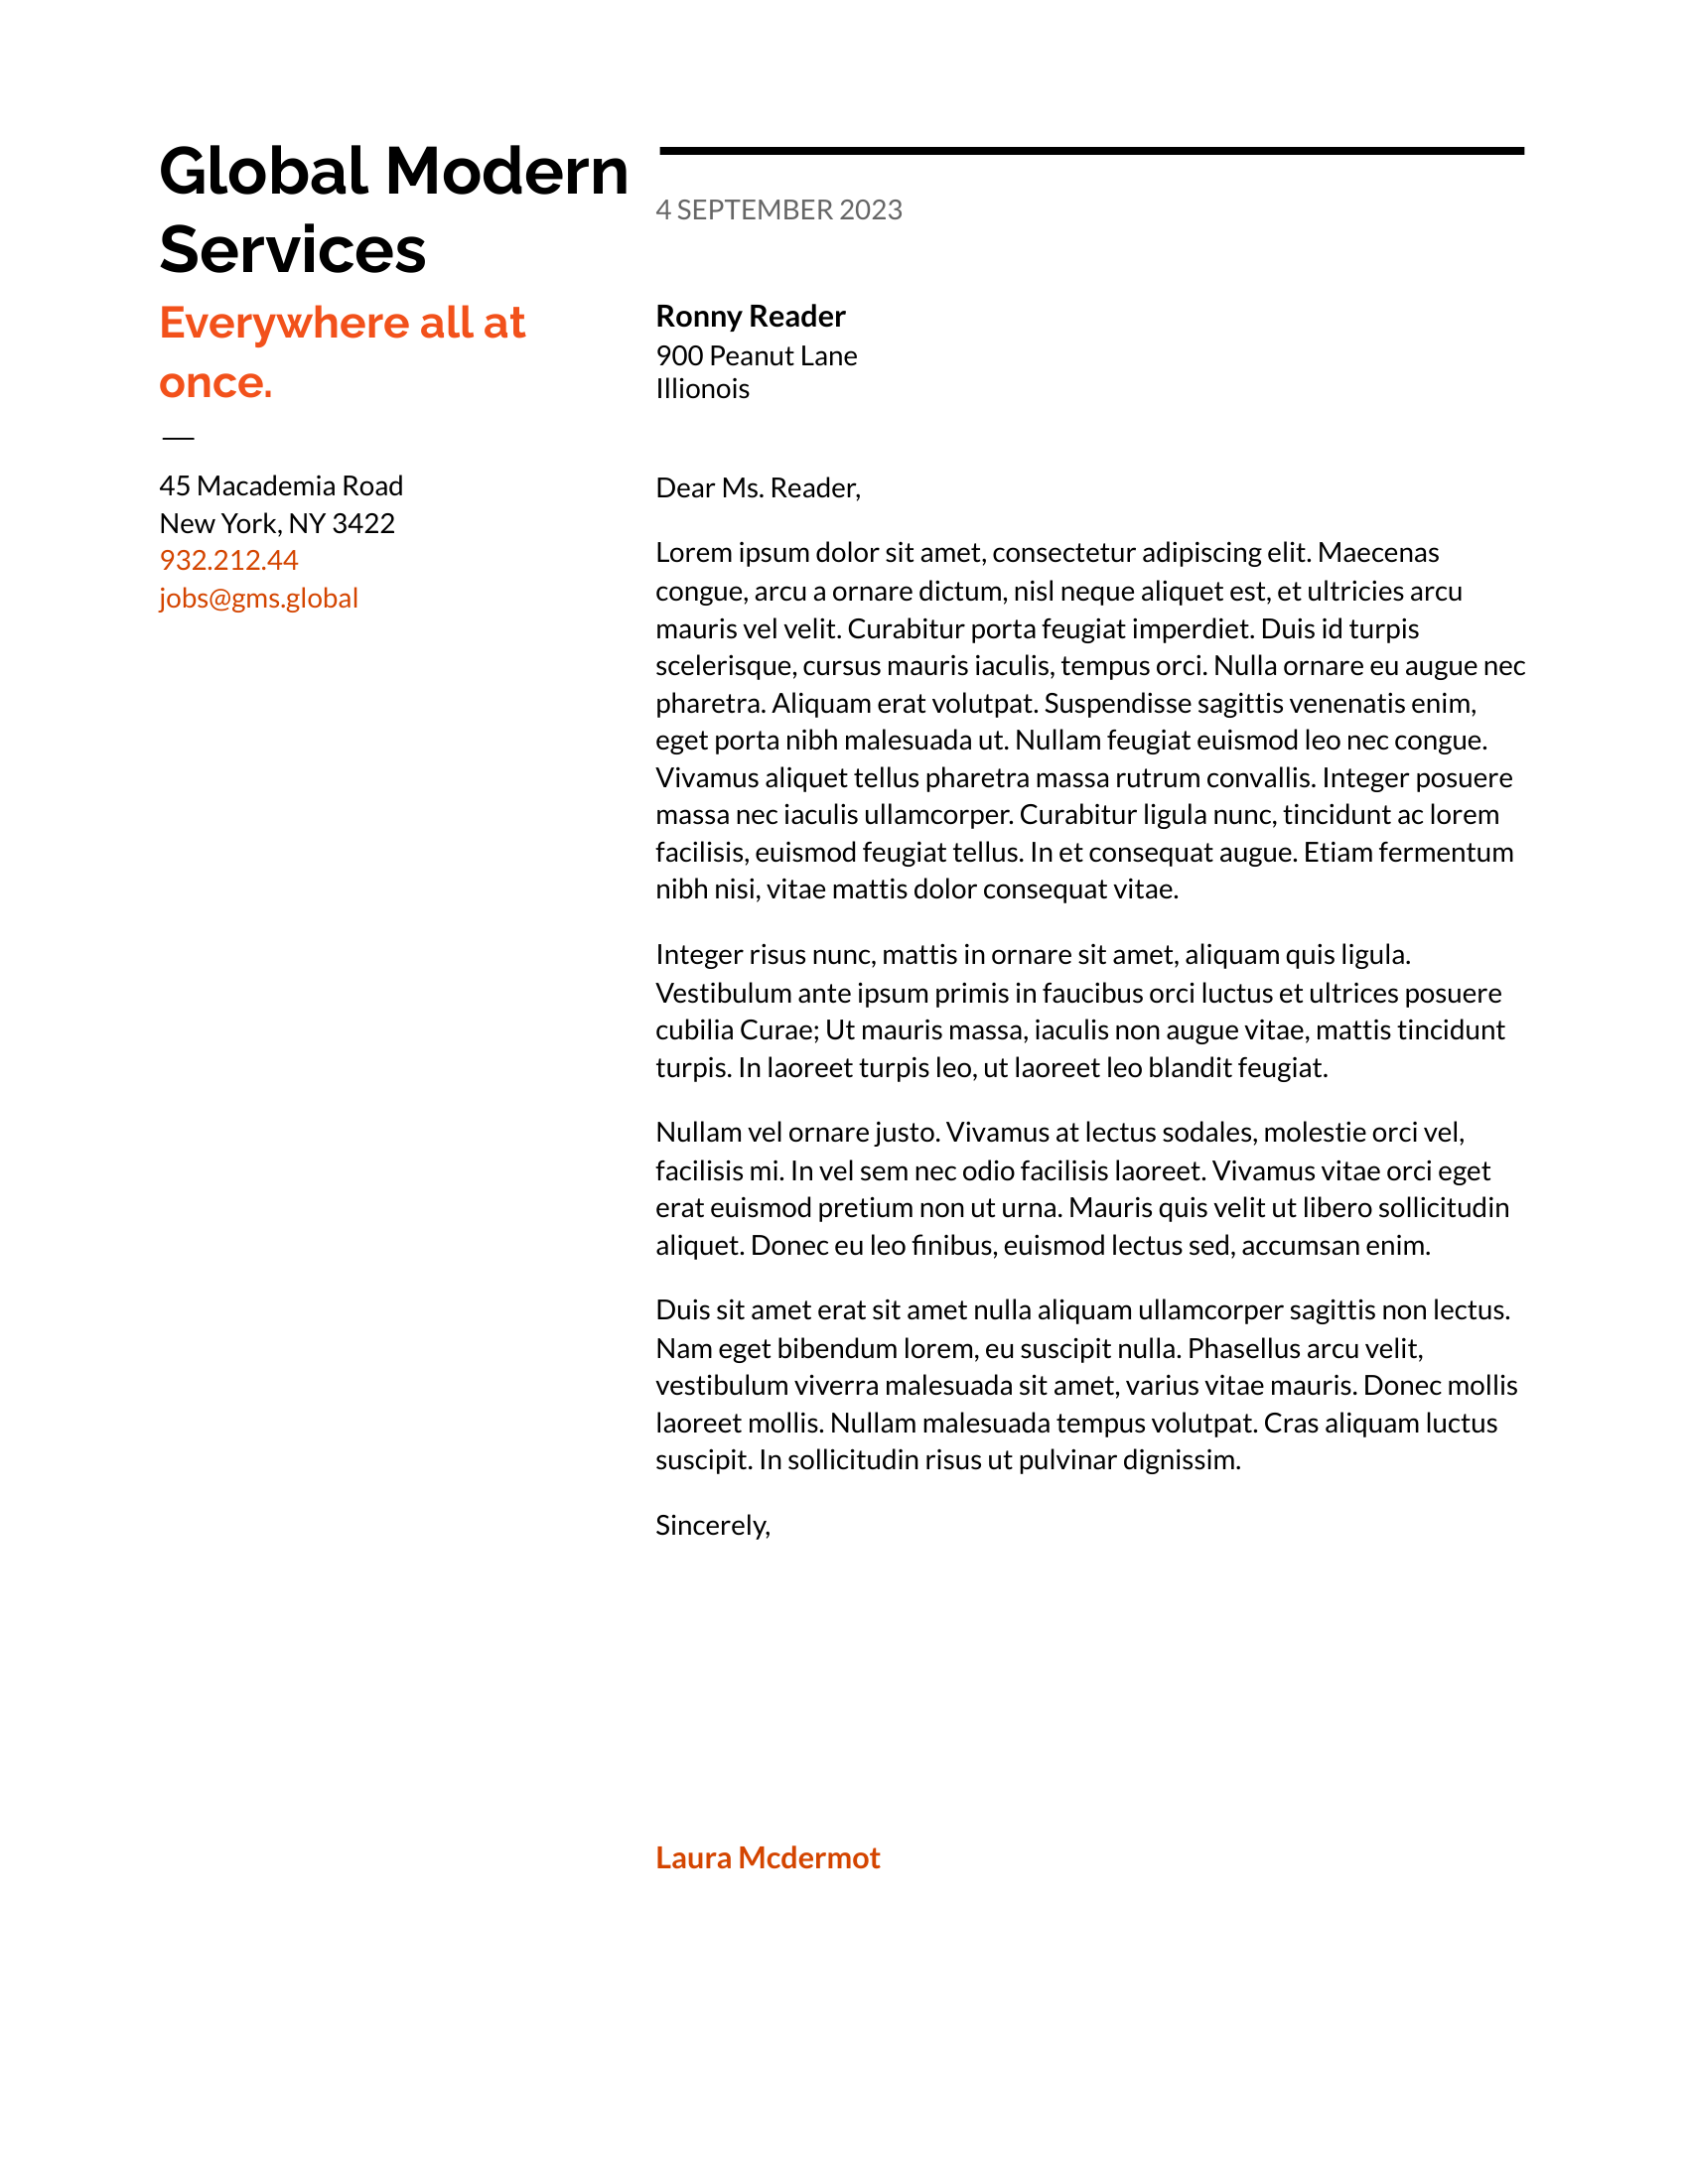 Global Modern
Services
Everywhere all at
once.
—
45 Macademia Road
New York, NY 3422
932.212.44
jobs@gms.global
4 SEPTEMBER 2023
Ronny Reader
900 Peanut Lane
Illionois
Dear Ms. Reader,
Lorem ipsum dolor sit amet, consectetur adipiscing elit. Maecenas
congue, arcu a ornare dictum, nisl neque aliquet est, et ultricies arcu
mauris vel velit. Curabitur porta feugiat imperdiet. Duis id turpis
scelerisque, cursus mauris iaculis, tempus orci. Nulla ornare eu augue nec
pharetra. Aliquam erat volutpat. Suspendisse sagittis venenatis enim,
eget porta nibh malesuada ut. Nullam feugiat euismod leo nec congue.
Vivamus aliquet tellus pharetra massa rutrum convallis. Integer posuere
massa nec iaculis ullamcorper. Curabitur ligula nunc, tincidunt ac lorem
facilisis, euismod feugiat tellus. In et consequat augue. Etiam fermentum
nibh nisi, vitae mattis dolor consequat vitae.
Integer risus nunc, mattis in ornare sit amet, aliquam quis ligula.
Vestibulum ante ipsum primis in faucibus orci luctus et ultrices posuere
cubilia Curae; Ut mauris massa, iaculis non augue vitae, mattis tincidunt
turpis. In laoreet turpis leo, ut laoreet leo blandit feugiat.
Nullam vel ornare justo. Vivamus at lectus sodales, molestie orci vel,
facilisis mi. In vel sem nec odio facilisis laoreet. Vivamus vitae orci eget
erat euismod pretium non ut urna. Mauris quis velit ut libero sollicitudin
aliquet. Donec eu leo finibus, euismod lectus sed, accumsan enim.
Duis sit amet erat sit amet nulla aliquam ullamcorper sagittis non lectus.
Nam eget bibendum lorem, eu suscipit nulla. Phasellus arcu velit,
vestibulum viverra malesuada sit amet, varius vitae mauris. Donec mollis
laoreet mollis. Nullam malesuada tempus volutpat. Cras aliquam luctus
suscipit. In sollicitudin risus ut pulvinar dignissim.
Sincerely,
Laura Mcdermot